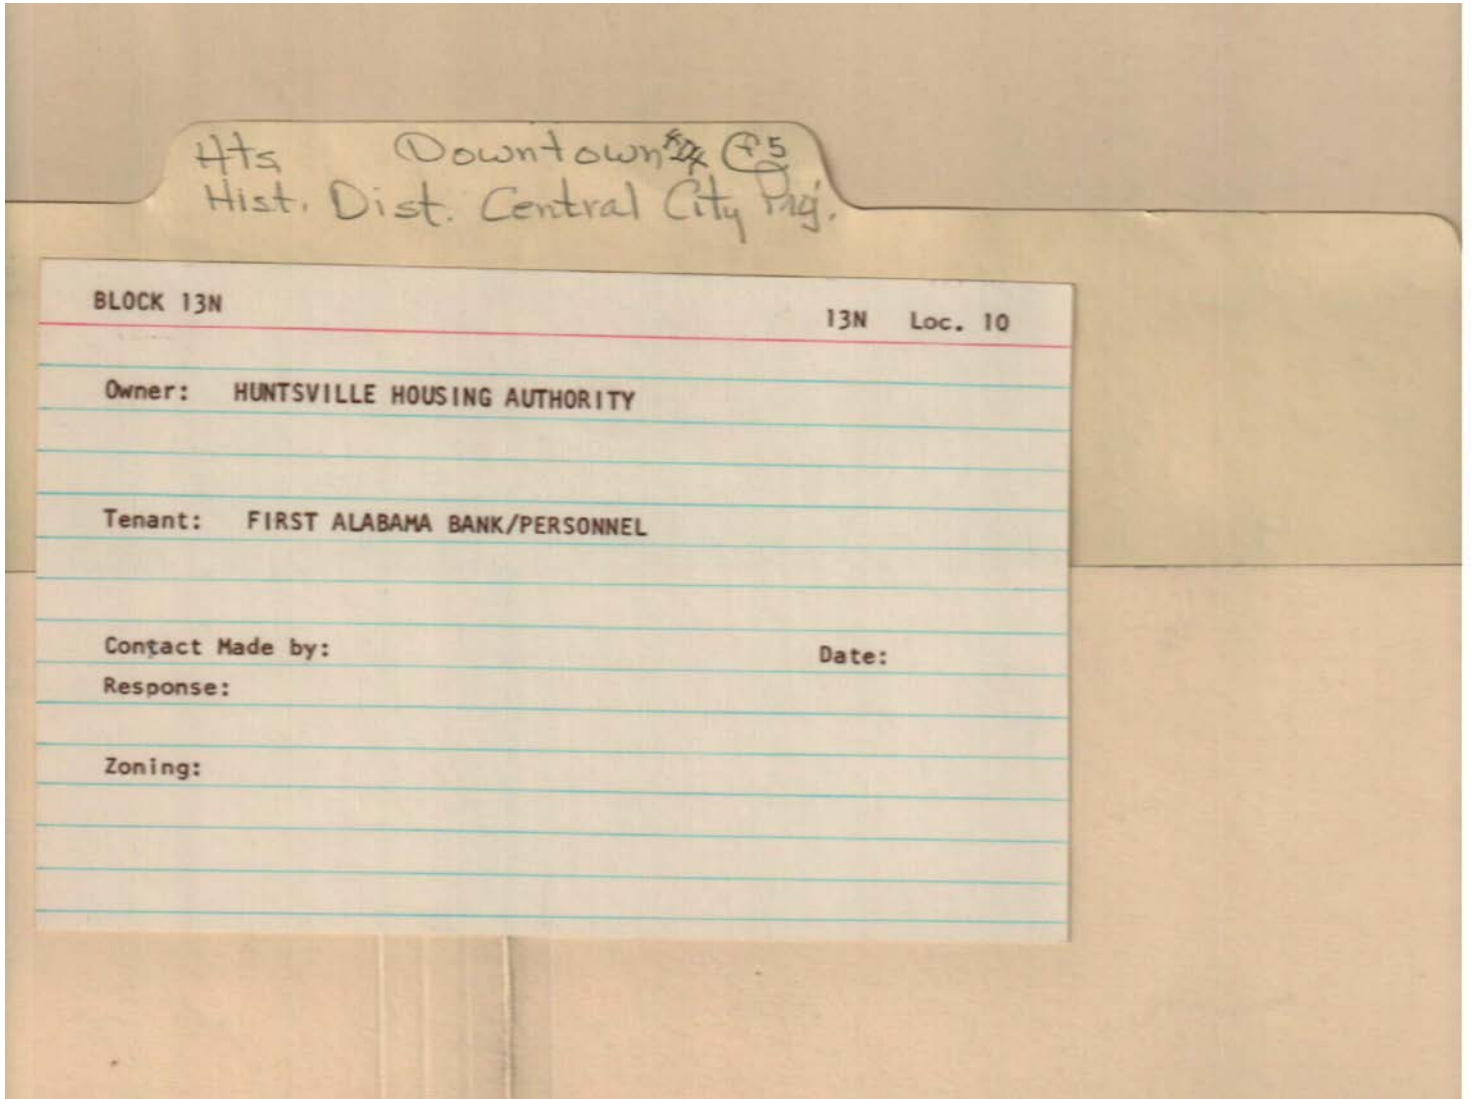 Hts Downtown
Hist. Dist. Central City Proj.
BLOCK 13N
13N Loc. 10
Owner: HUNTSVILLE HOUSING AUTHORITY
Tenant: FIRST ALABAMA BANK/PERSONNEL
Contact Made by: Date:
Response:
Zoning: